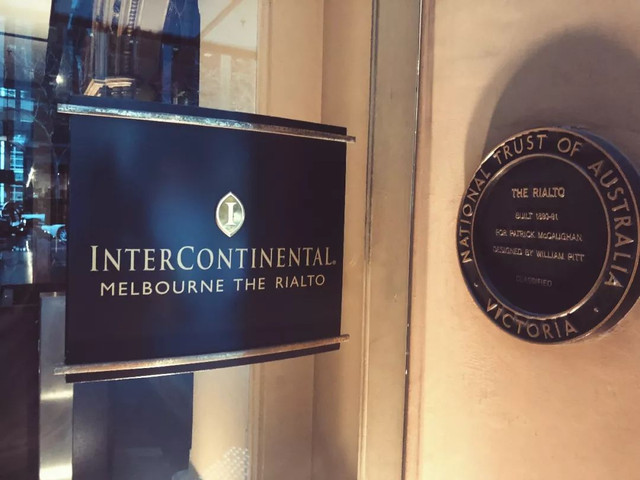 I
INTERCONTINENTAL.
MELBOURNE THE RIALTO
NATIONAL TRUST OF AUSTRALIA
THE RIALTO
BUILT 1890-91
FOR PATRICK McCAUGHAN
DESIGNED BY WILLIAM PITT
CLASSIFIED
VICTORIA